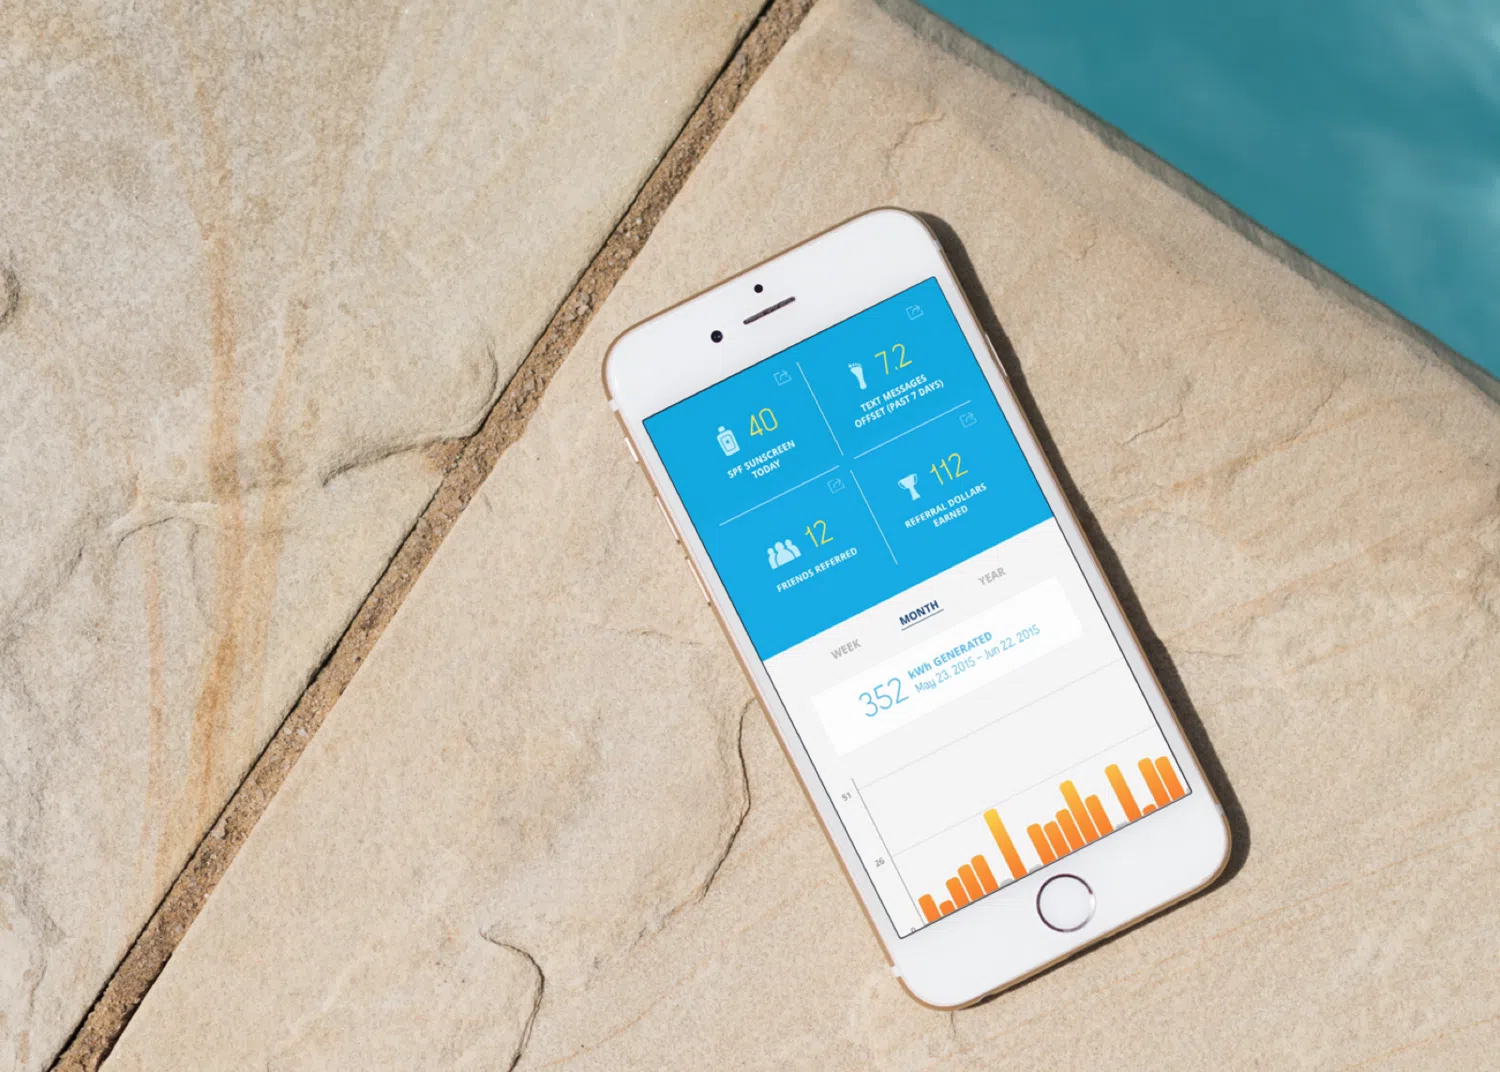 40
SPF SUNSCREEN
TODAY
7.2
TEXT MESSAGES
OFFSET (PAST 7 DAYS)
12
FRIENDS REFERRED
112
REFERRAL DOLLARS
EARNED
WEEK
MONTH
YEAR
352
kWh GENERATED
May 23, 2015 – Jun 22, 2015
51
26
0